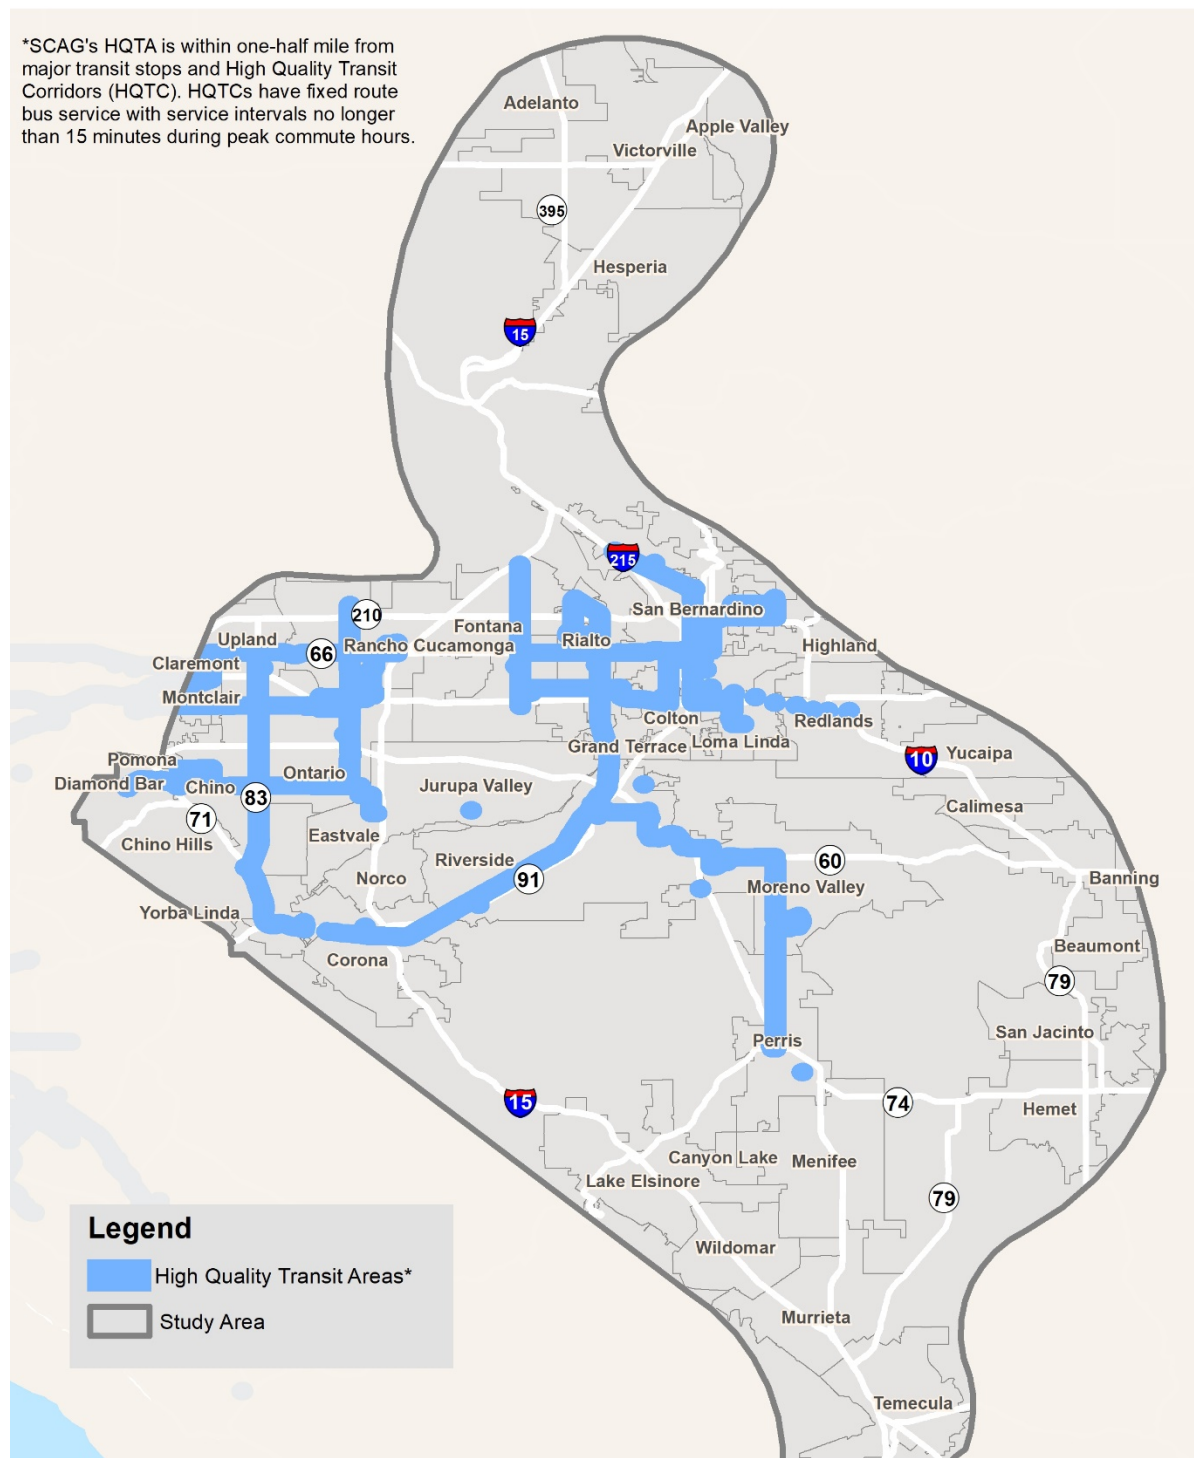 *SCAG's HQTA is within one-half mile from
major transit stops and High Quality Transit
Corridors (HQTC). HQTCs have fixed route
bus service with service intervals no longer
than 15 minutes during peak commute hours.
Adelanto
Apple Valley
Victorville
395
Hesperia
15
215
210
San Bernardino
Fontana
Upland
66
Rancho Cucamonga
Rialto
Highland
Claremont
Montclair
Colton
Redlands
Grand Terrace
Loma Linda
Pomona
10
Yucaipa
Diamond Bar
Chino
Ontario
Jurupa Valley
83
Calimesa
71
Eastvale
Chino Hills
Riverside
60
91
Norco
Moreno Valley
Banning
Yorba Linda
Beaumont
Corona
79
San Jacinto
Perris
15
74
Hemet
Canyon Lake
Menifee
Lake Elsinore
79
Wildomar
Murrieta
Temecula
Legend
High Quality Transit Areas*
Study Area